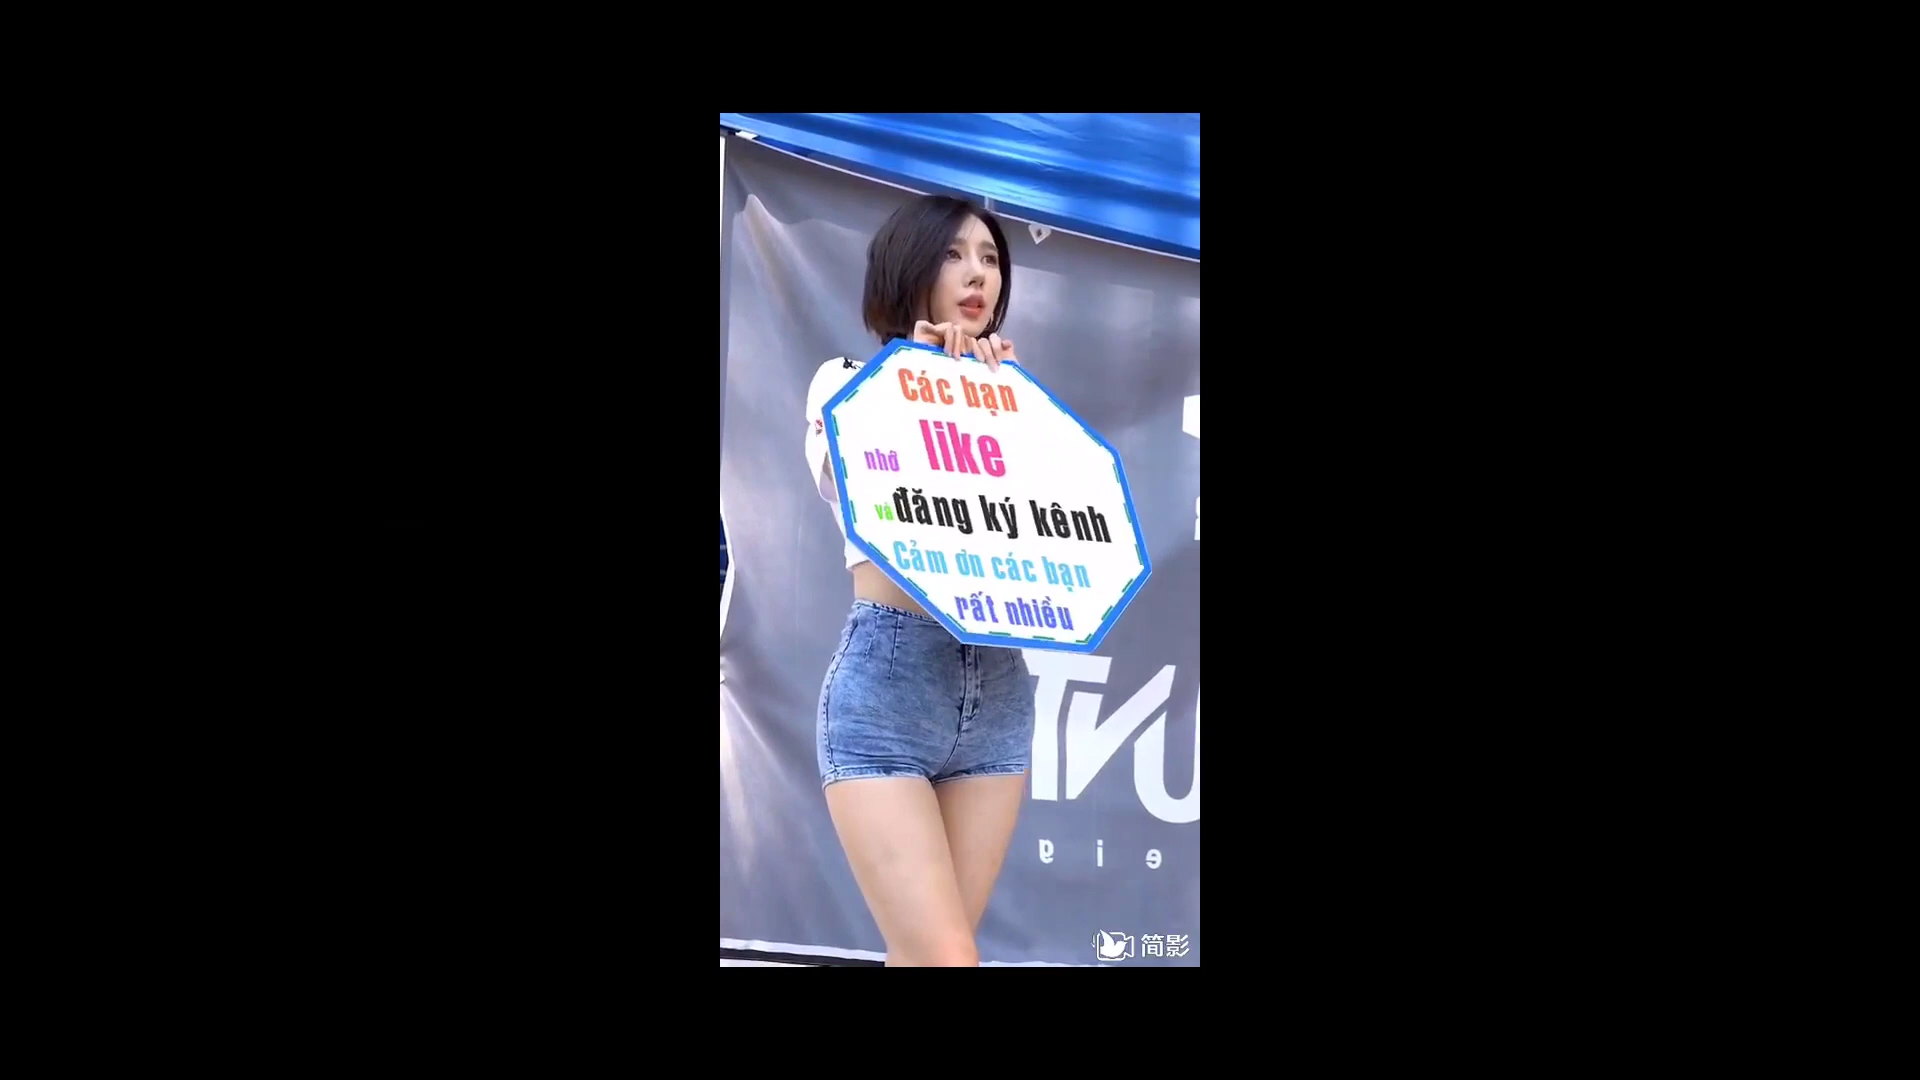 Các bạn
nhớ like
và đăng ký kênh
Cảm ơn các bạn
rất nhiều
简影